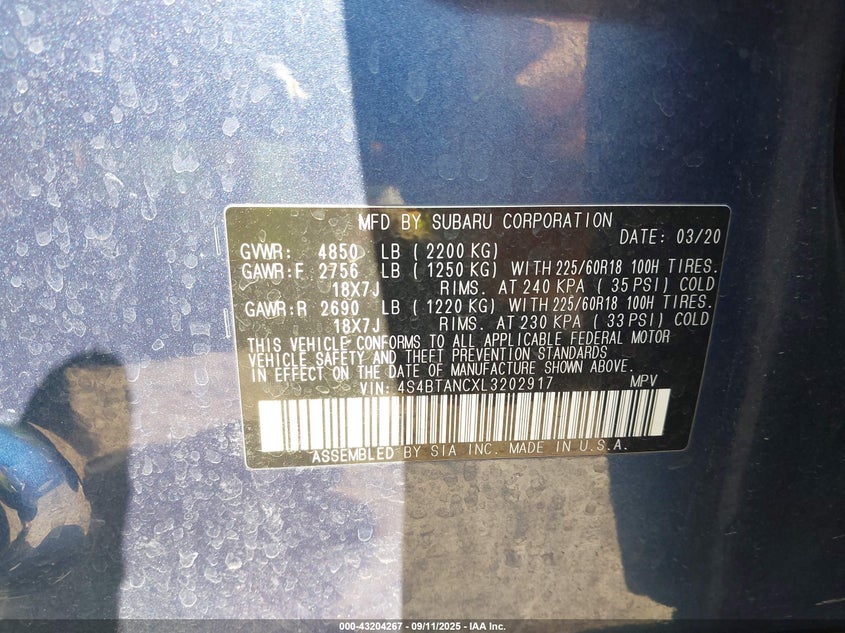 MFD BY SUBARU CORPORATION
DATE: 03/20
GVWR: 4850 LB ( 2200 KG)
GAWR:F 2756 LB ( 1250 KG) WITH 225/60R18 100H TIRES.
18X7J RIMS. AT 240 KPA ( 35 PSI) COLD
GAWR:R 2690 LB ( 1220 KG) WITH 225/60R18 100H TIRES.
18X7J RIMS. AT 230 KPA ( 33 PSI) COLD
THIS VEHICLE CONFORMS TO ALL APPLICABLE FEDERAL MOTOR
VEHICLE SAFETY AND THEFT PREVENTION STANDARDS
IN EFFECT ON THE DATE OF MANUFACTURE SHOWN ABOVE.
VIN: 4S4BTANCXL3202917 MPV
ASSEMBLED BY SIA INC. MADE IN U.S.A.
000-43204267 - 09/11/2025 - IAA Inc.